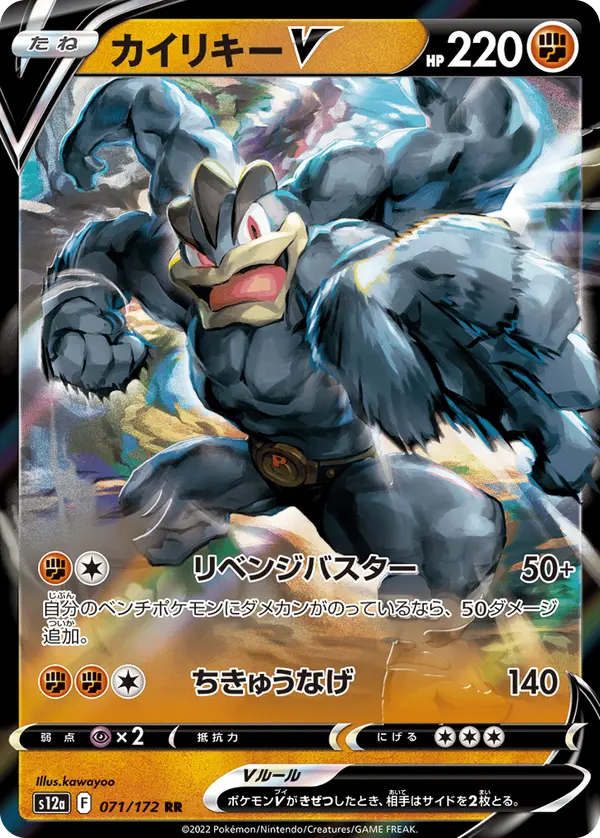 たね カイリキーV HP 220
リベンジバスター 50+
自分のベンチポケモンにダメカンがのっているなら、50ダメージ
追加。
ちきゅうなげ 140
弱点 ×2 抵抗力 にげる
Illus.kawayoo
Vルール
s12a F 071/172 RR
ポケモンVがきぜつしたとき、相手はサイドを2枚とる。
©2022 Pokémon/Nintendo/Creatures/GAME FREAK.